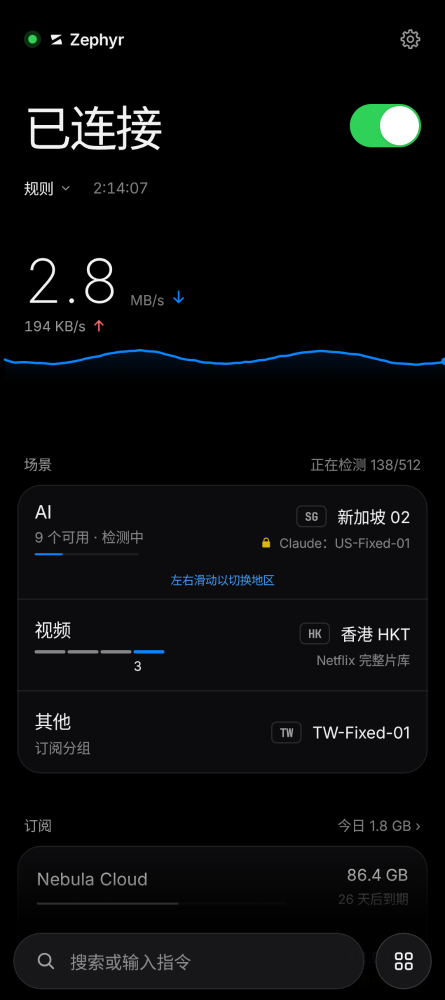 Zephyr
已连接
规则 2:14:07
2.8 MB/s ↓
194 KB/s ↑
场景 正在检测 138/512
AI SG 新加坡 02
9 个可用 · 检测中 Claude：US-Fixed-01
左右滑动以切换地区
视频 HK 香港 HKT
3 Netflix 完整片库
其他 TW TW-Fixed-01
订阅分组
订阅 今日 1.8 GB ›
Nebula Cloud 86.4 GB
26 天后到期
搜索或输入指令